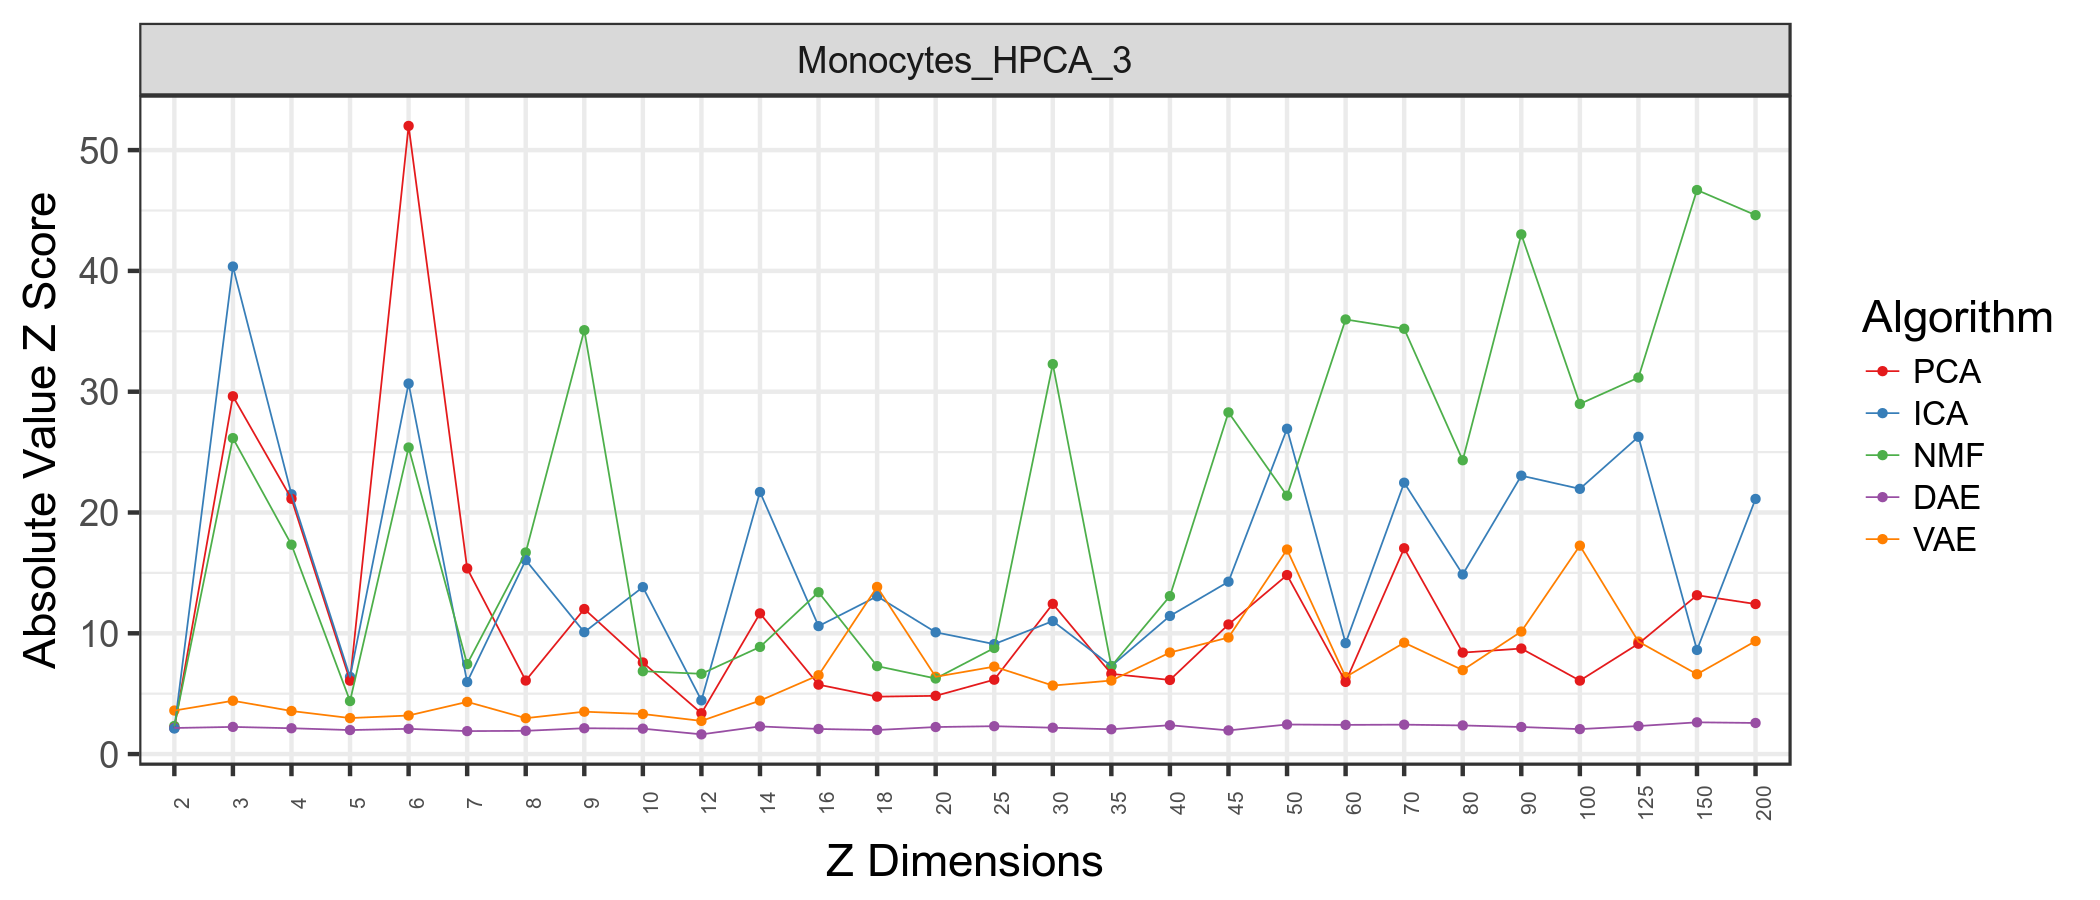 Monocytes_HPCA_3
Absolute Value Z Score
50
40
30
20
10
0
2 3 4 5 6 7 8 9 10 12 14 16 18 20 25 30 35 40 45 50 60 70 80 90 100 125 150 200
Z Dimensions
Algorithm
PCA
ICA
NMF
DAE
VAE